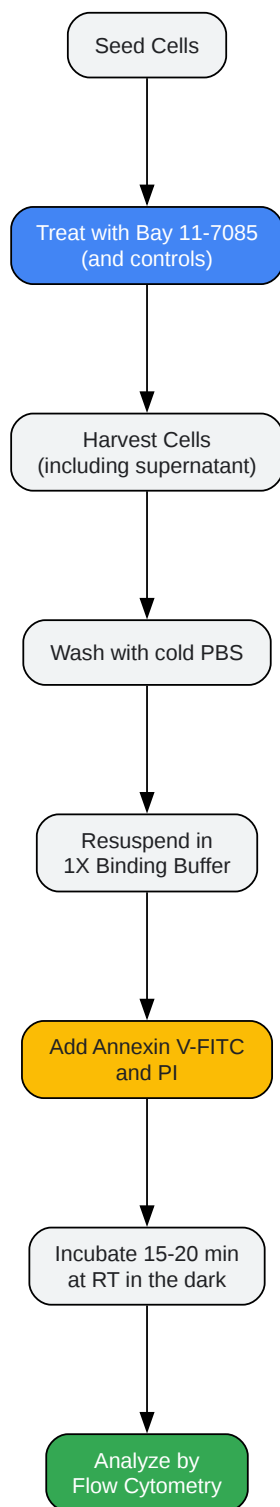 Seed Cells
Treat with Bay 11-7085
(and controls)
Harvest Cells
(including supernatant)
Wash with cold PBS
Resuspend in
1X Binding Buffer
Add Annexin V-FITC
and PI
Incubate 15-20 min
at RT in the dark
Analyze by
Flow Cytometry